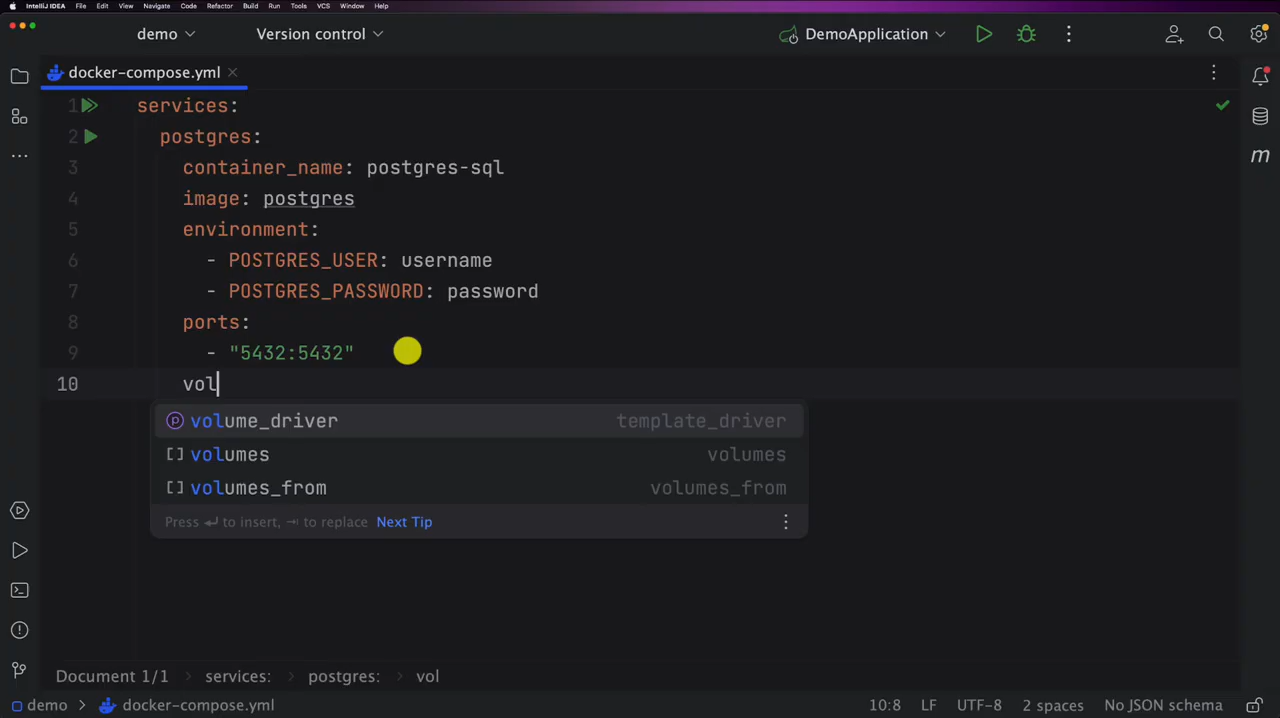 IntelliJ IDEA File Edit View Navigate Code Refactor Build Run Tools VCS Window Help
demo Version control DemoApplication
docker-compose.yml
1 services:
2 postgres:
3 container_name: postgres-sql
4 image: postgres
5 environment:
6 - POSTGRES_USER: username
7 - POSTGRES_PASSWORD: password
8 ports:
9 - "5432:5432"
10 vol
volume_driver template_driver
volumes volumes
volumes_from volumes_from
Press ↵ to insert, ⇥ to replace Next Tip
Document 1/1 › services: › postgres: › vol
demo › docker-compose.yml 10:8 LF UTF-8 2 spaces No JSON schema